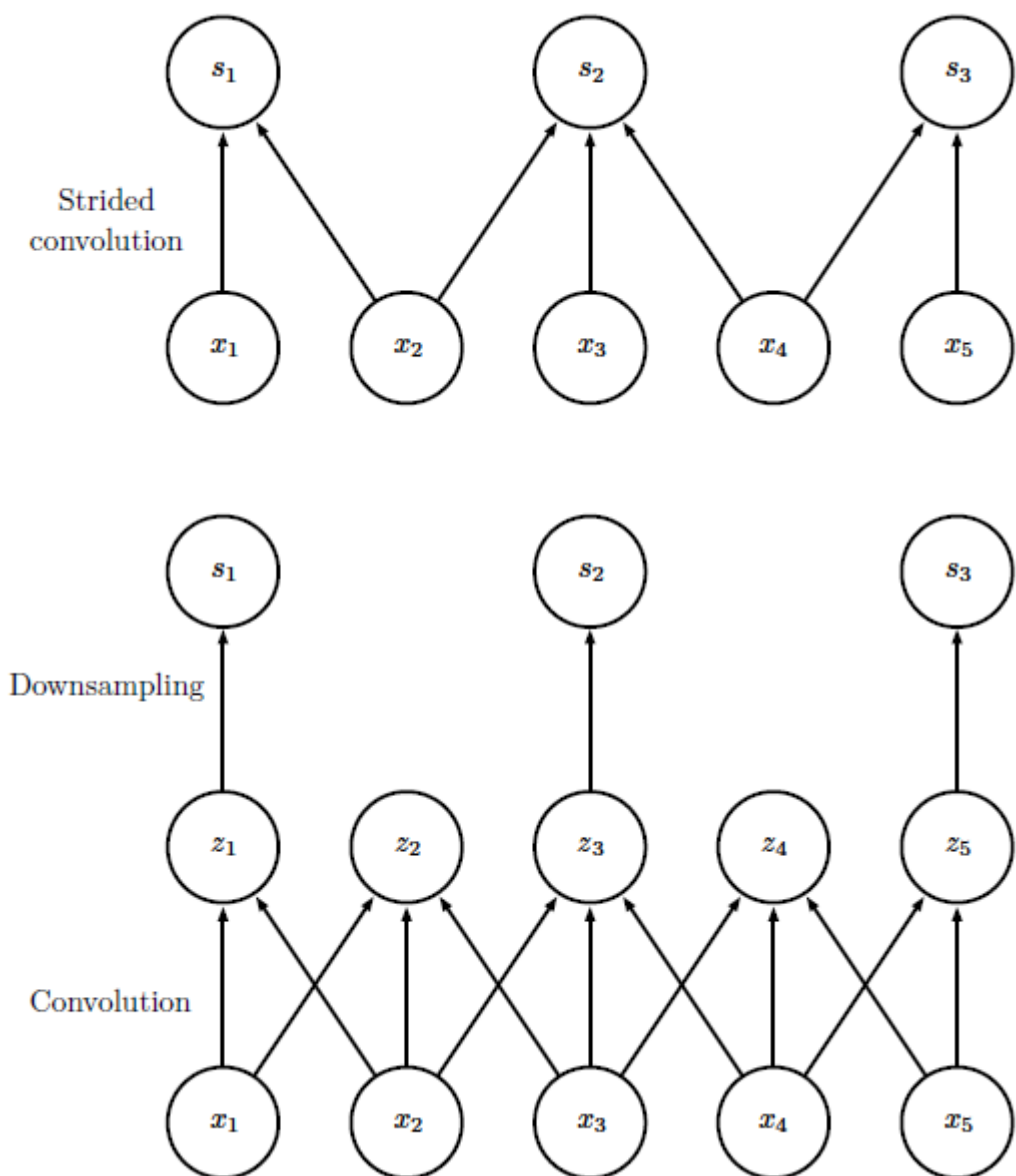 s₁ s₂ s₃
Strided
convolution
x₁ x₂ x₃ x₄ x₅
s₁ s₂ s₃
Downsampling
z₁ z₂ z₃ z₄ z₅
Convolution
x₁ x₂ x₃ x₄ x₅